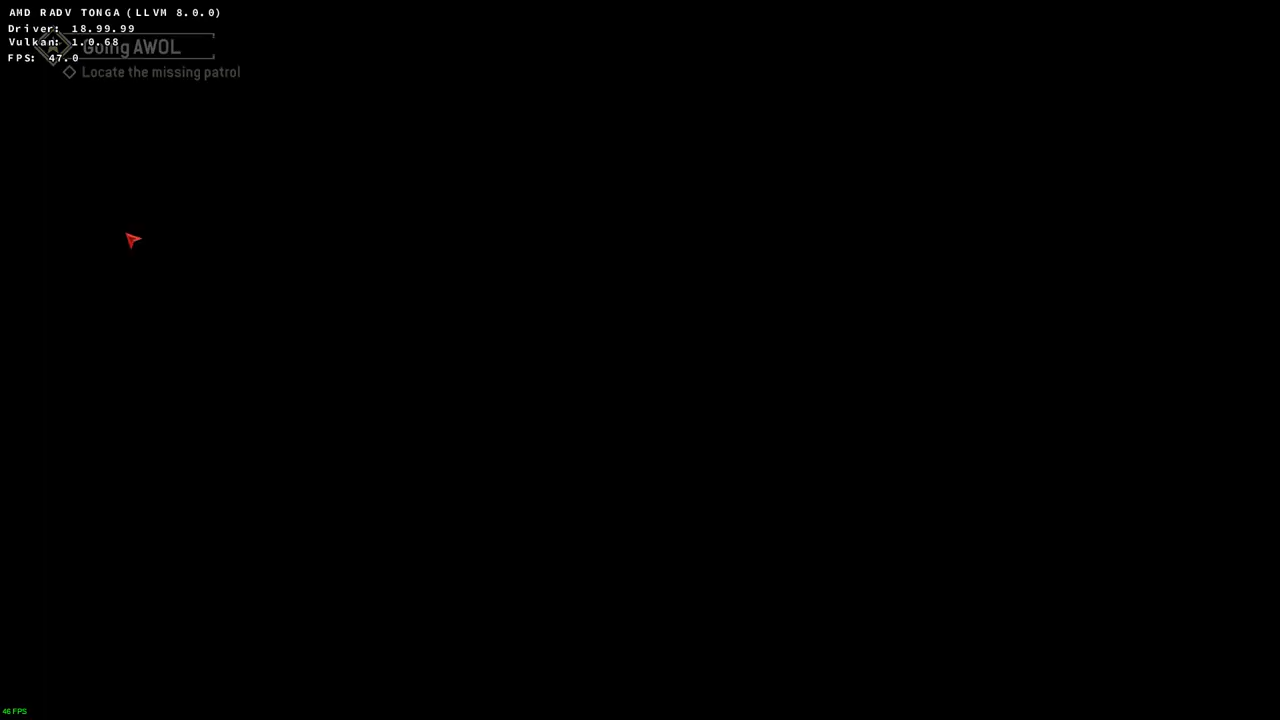 AMD RADV TONGA (LLVM 8.0.0)
Driver: 18.99.99
Vulkan: 1.0.68
Going AWOL
FPS: 47.0
Locate the missing patrol
46 FPS